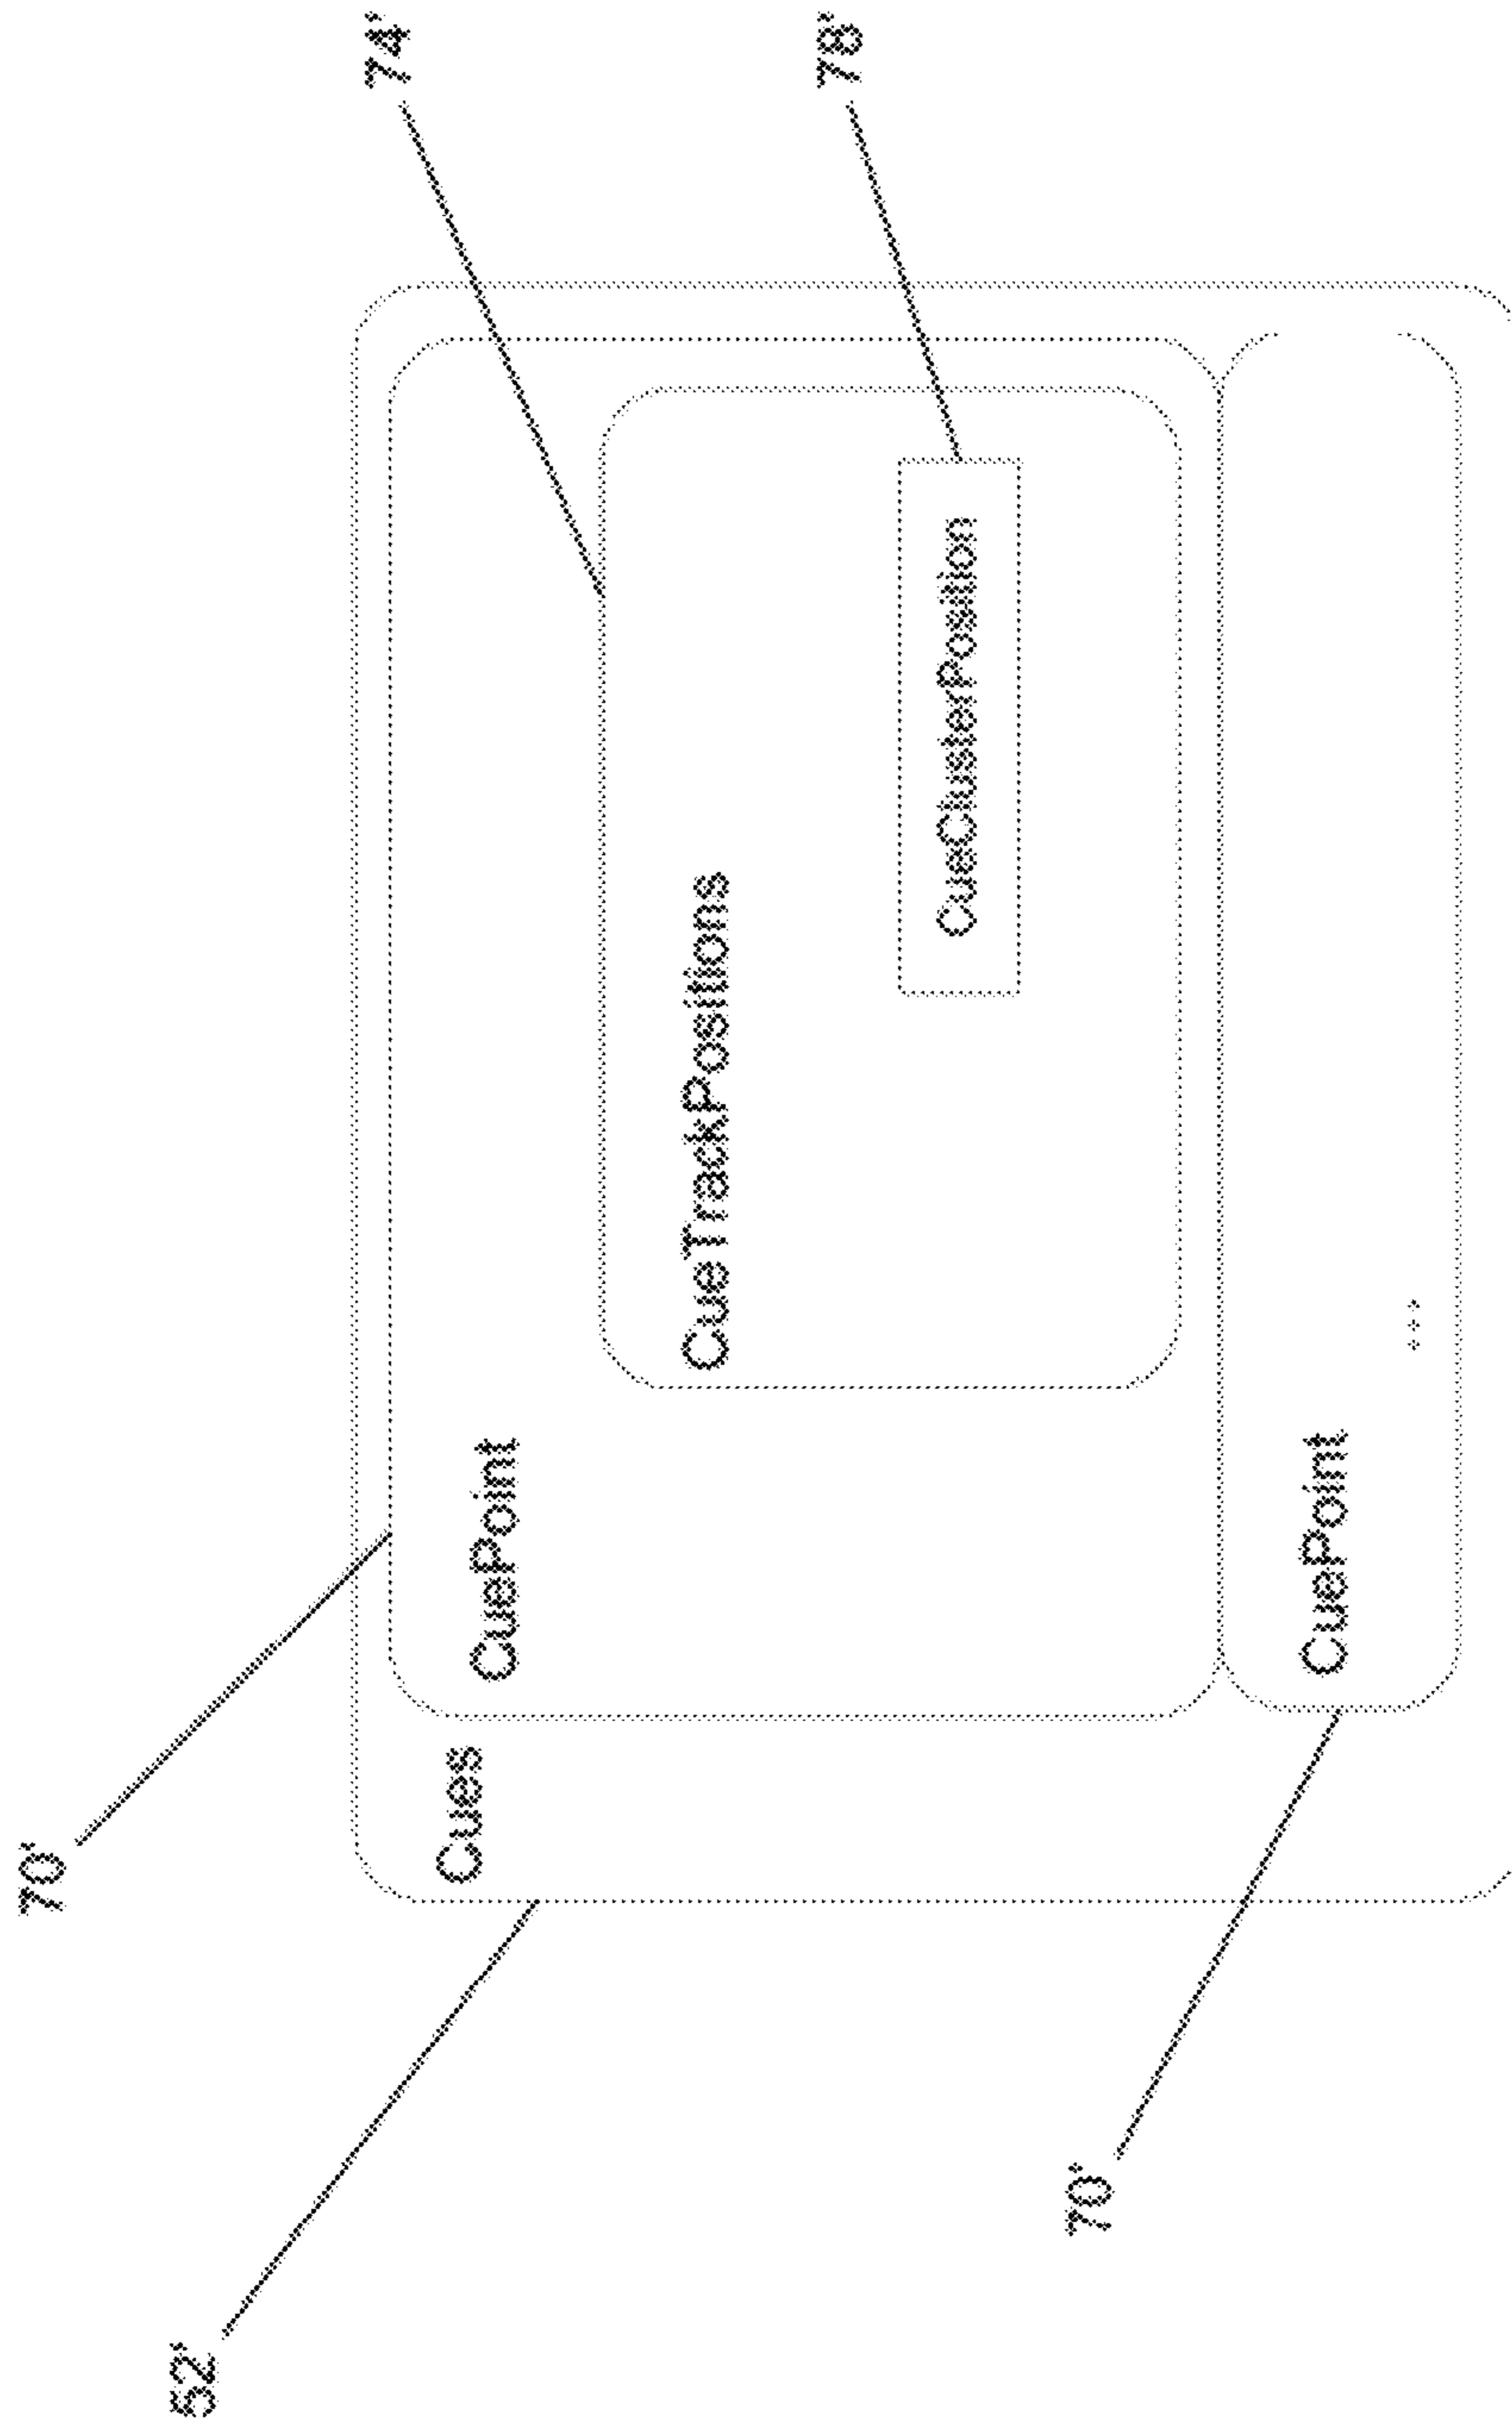 70'
52'
74'
Cues
CuePoint
CueTrackPositions
78'
CueClusterPosition
70'
CuePoint
...